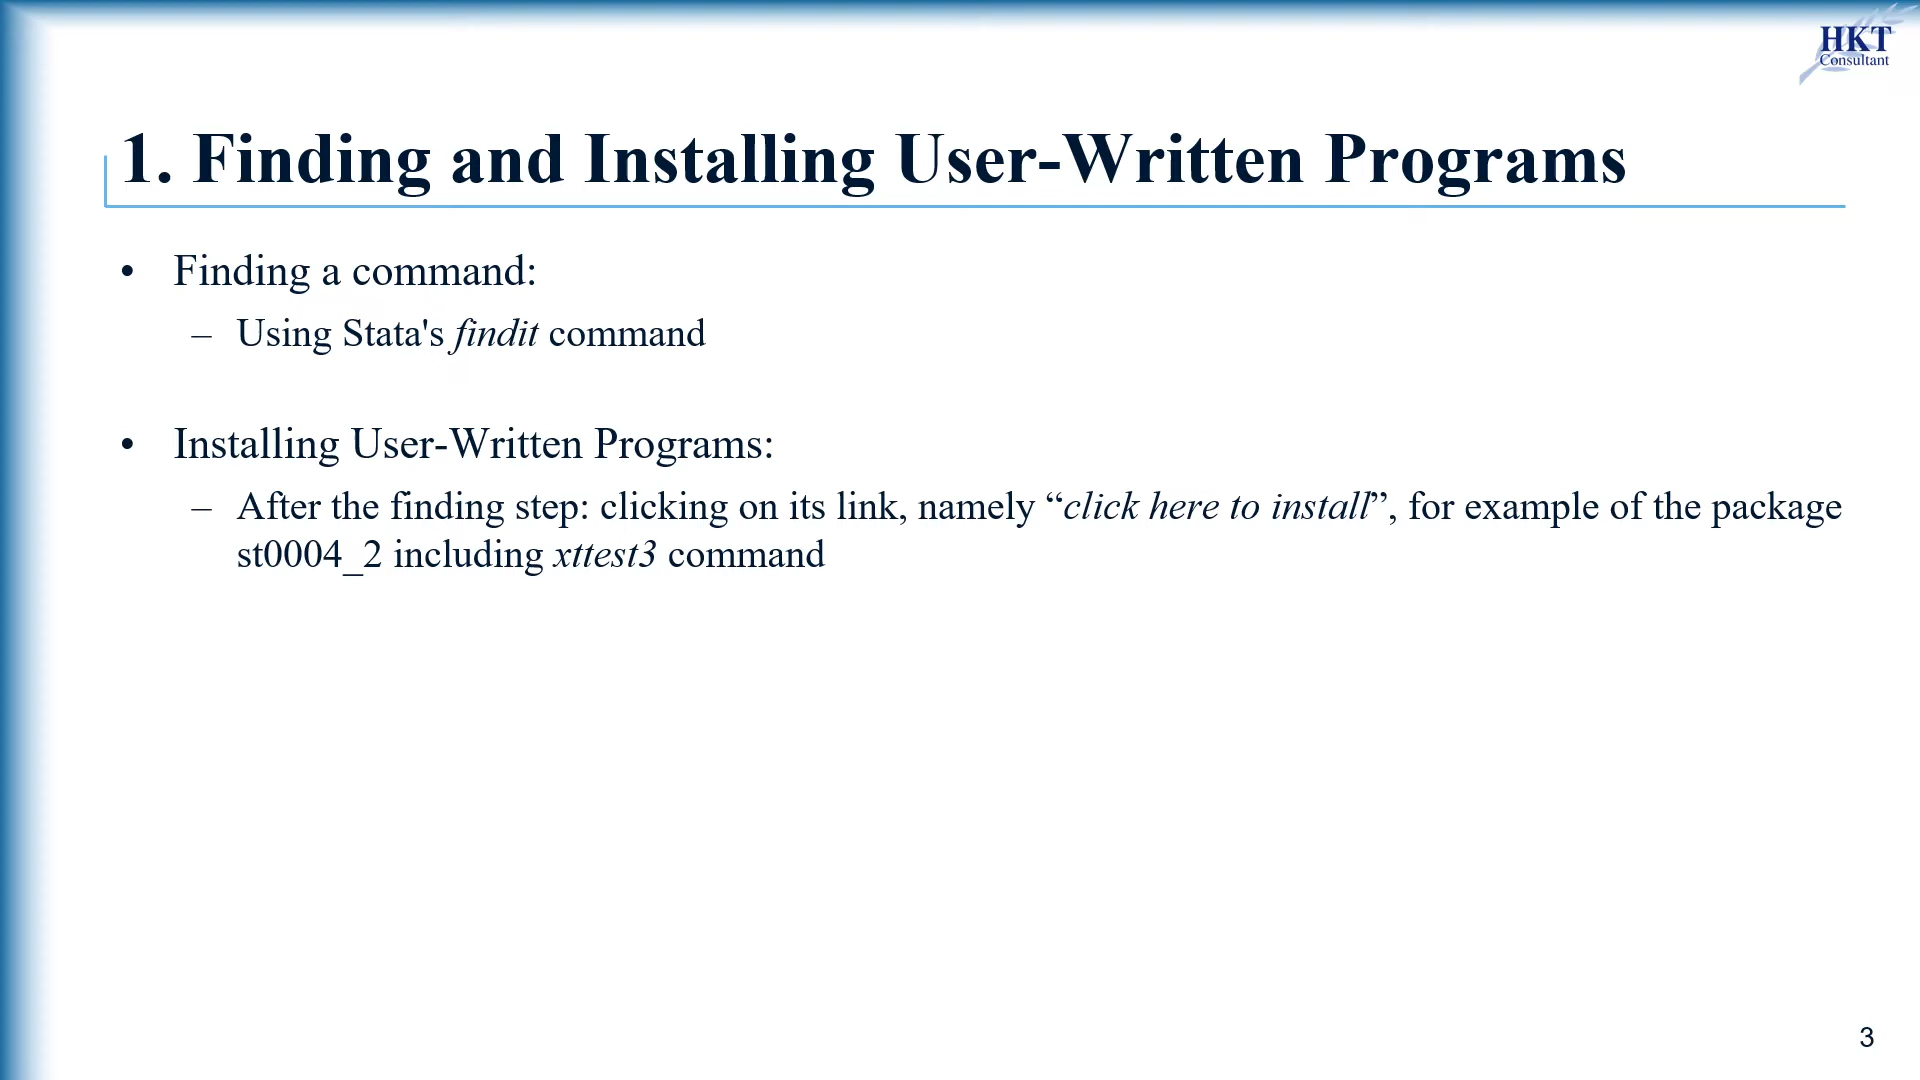 HKT
Consultant
1. Finding and Installing User-Written Programs
• Finding a command:
– Using Stata's findit command
• Installing User-Written Programs:
– After the finding step: clicking on its link, namely “click here to install”, for example of the package
st0004_2 including xttest3 command
3